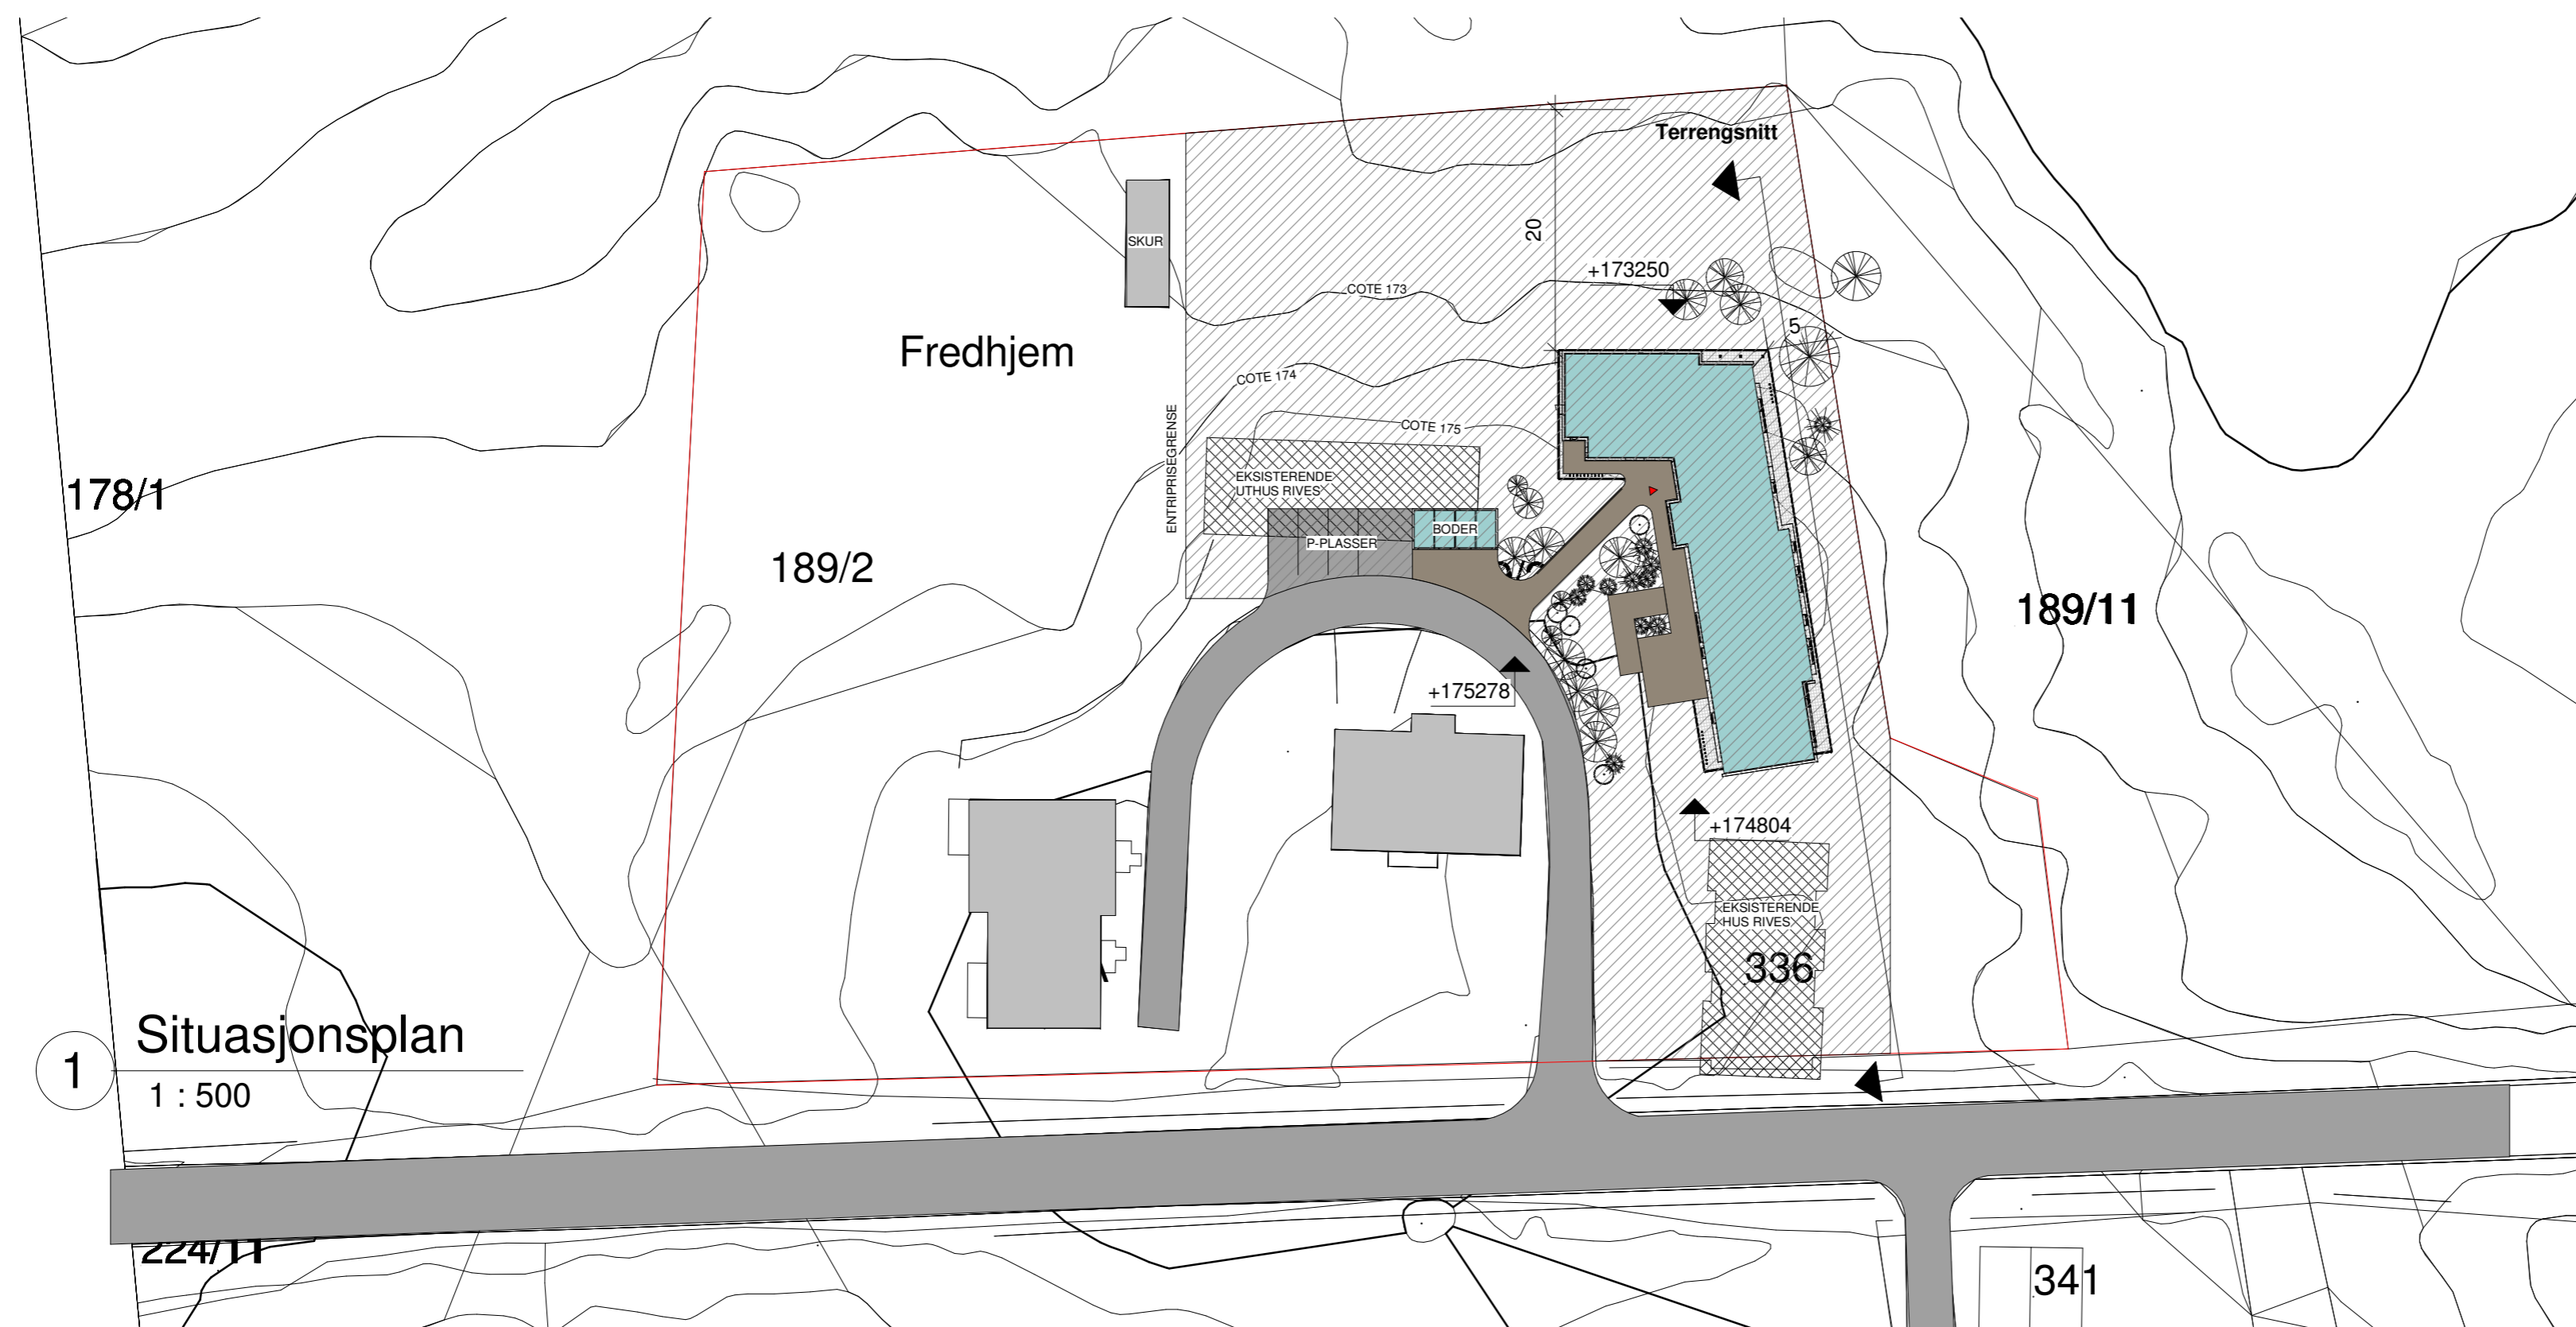 Terrengsnitt
20
SKUR
+173250
COTE 173
5
Fredhjem
COTE 174
ENTRIPRISEGRENSE
COTE 175
EKSISTERENDE
UTHUS RIVES
178/1
BODER
P-PLASSER
189/2
189/11
+175278
+174804
EKSISTERENDE
HUS RIVES
336
1
Situasjonsplan
1 : 500
224/11
341